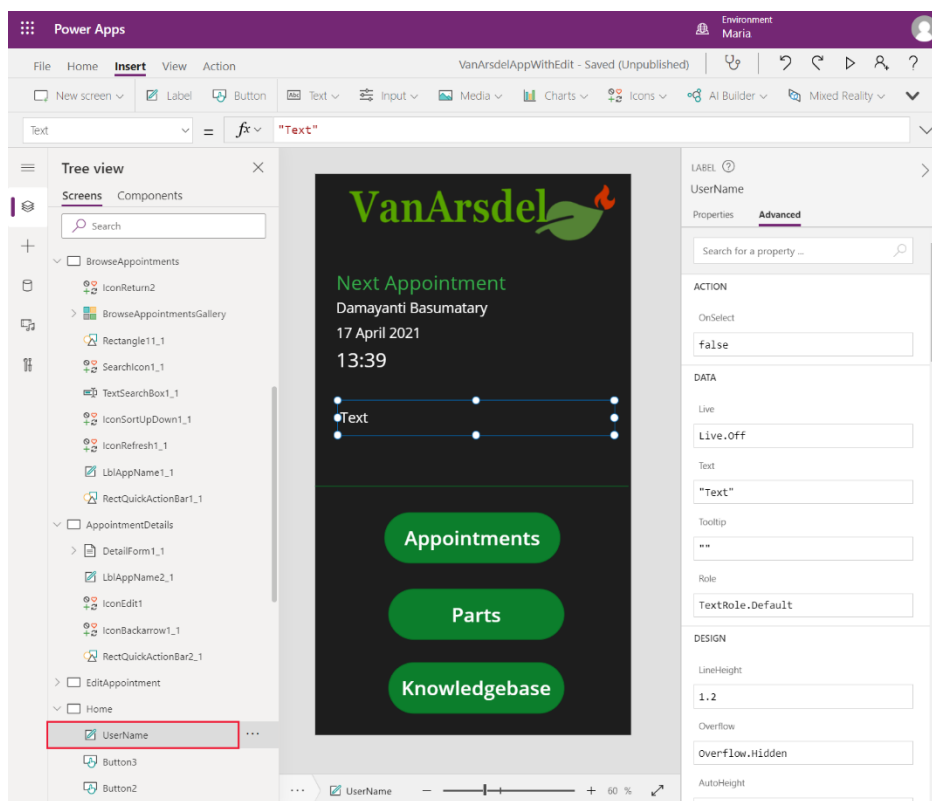 Power Apps
Environment
Maria
File Home Insert View Action
VanArsdelAppWithEdit - Saved (Unpublished)
New screen Label Button Text Input Media Charts Icons AI Builder Mixed Reality
Text = fx "Text"
Tree view
Screens Components
Search
BrowseAppointments
IconReturn2
BrowseAppointmentsGallery
Rectangle11_1
SearchIcon1_1
TextSearchBox1_1
IconSortUpDown1_1
IconRefresh1_1
LblAppName1_1
RectQuickActionBar1_1
AppointmentDetails
DetailForm1_1
LblAppName2_1
IconEdit1
IconBackarrow1_1
RectQuickActionBar2_1
EditAppointment
Home
UserName
Button3
Button2
VanArsdel
Next Appointment
Damayanti Basumatary
17 April 2021
13:39
Text
Appointments
Parts
Knowledgebase
UserName
60 %
LABEL
UserName
Properties Advanced
Search for a property ...
ACTION
OnSelect
false
DATA
Live
Live.Off
Text
"Text"
Tooltip
""
Role
TextRole.Default
DESIGN
LineHeight
1.2
Overflow
Overflow.Hidden
AutoHeight